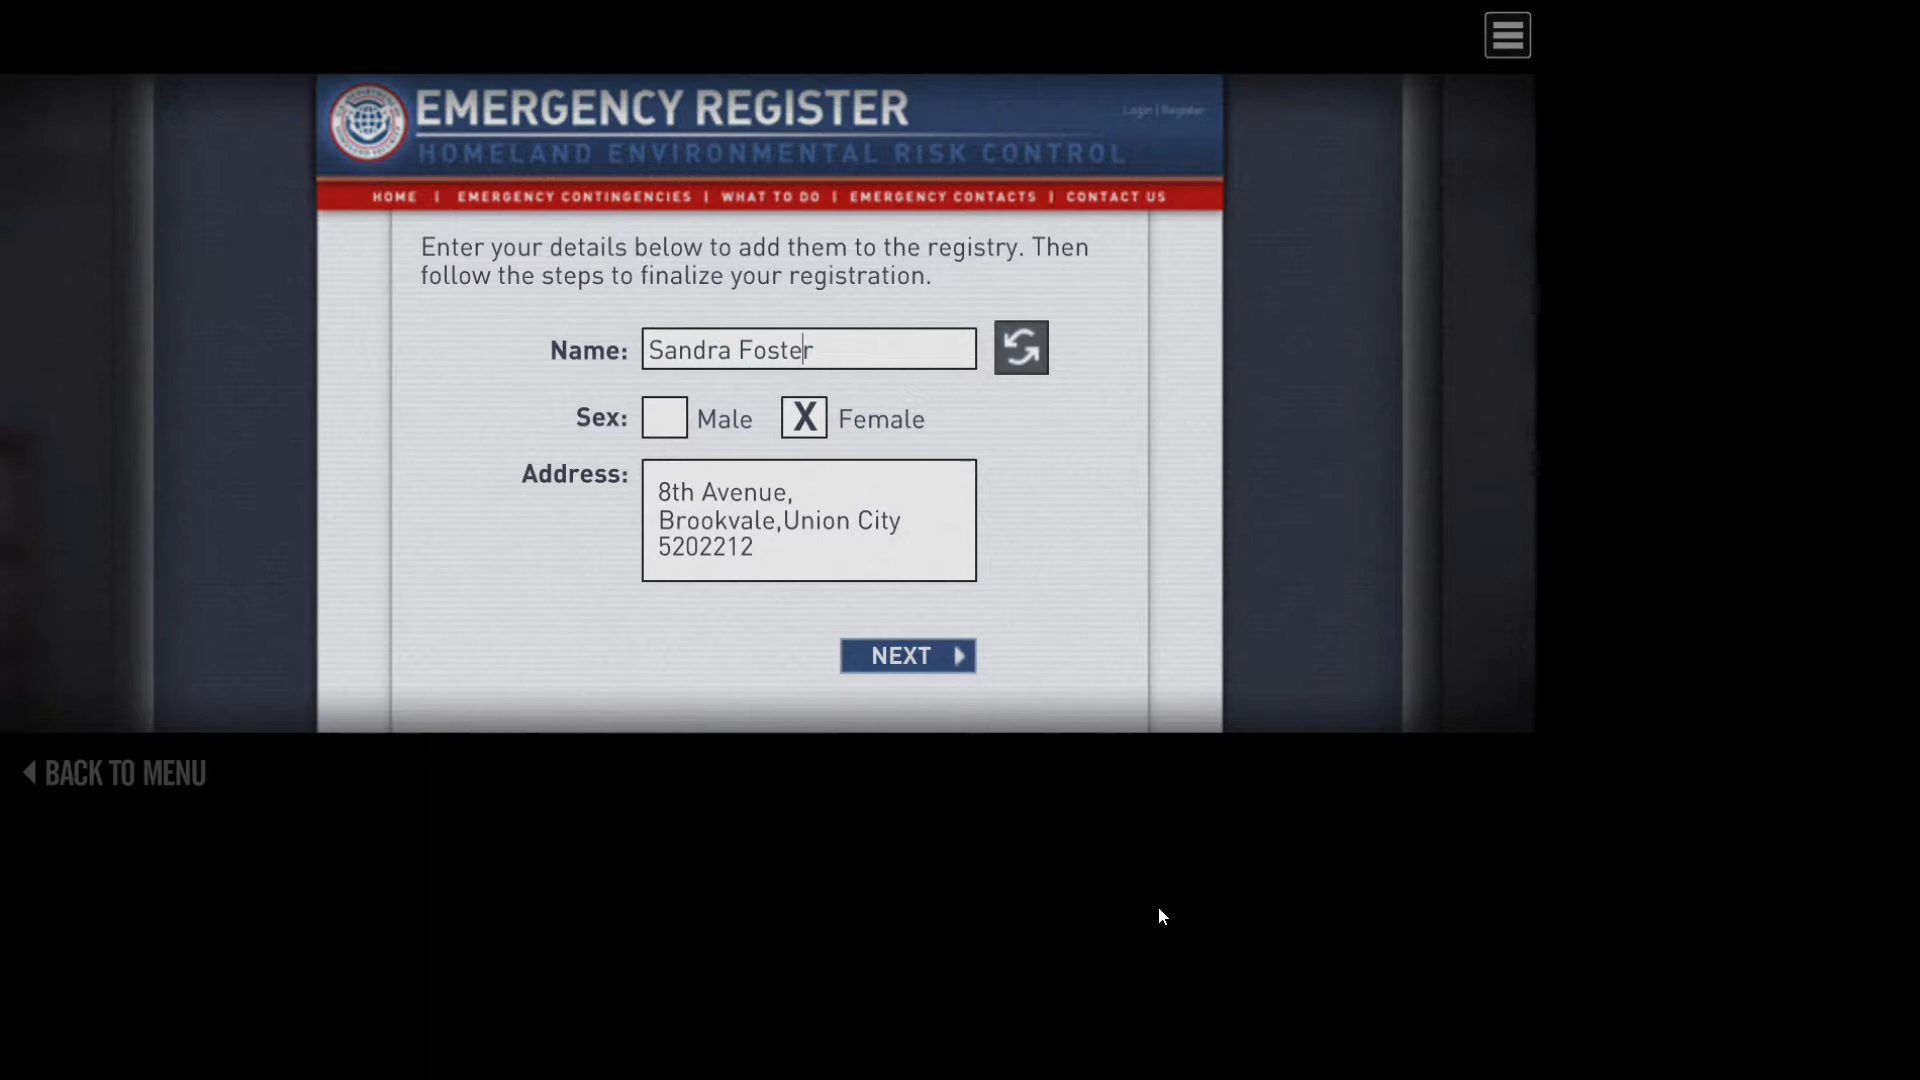 EMERGENCY REGISTER
Login | Register
HOMELAND ENVIRONMENTAL RISK CONTROL
HOME | EMERGENCY CONTINGENCIES | WHAT TO DO | EMERGENCY CONTACTS | CONTACT US
Enter your details below to add them to the registry. Then
follow the steps to finalize your registration.
Name: Sandra Foster
Sex: Male X Female
Address:
8th Avenue,
Brookvale,Union City
5202212
NEXT
BACK TO MENU